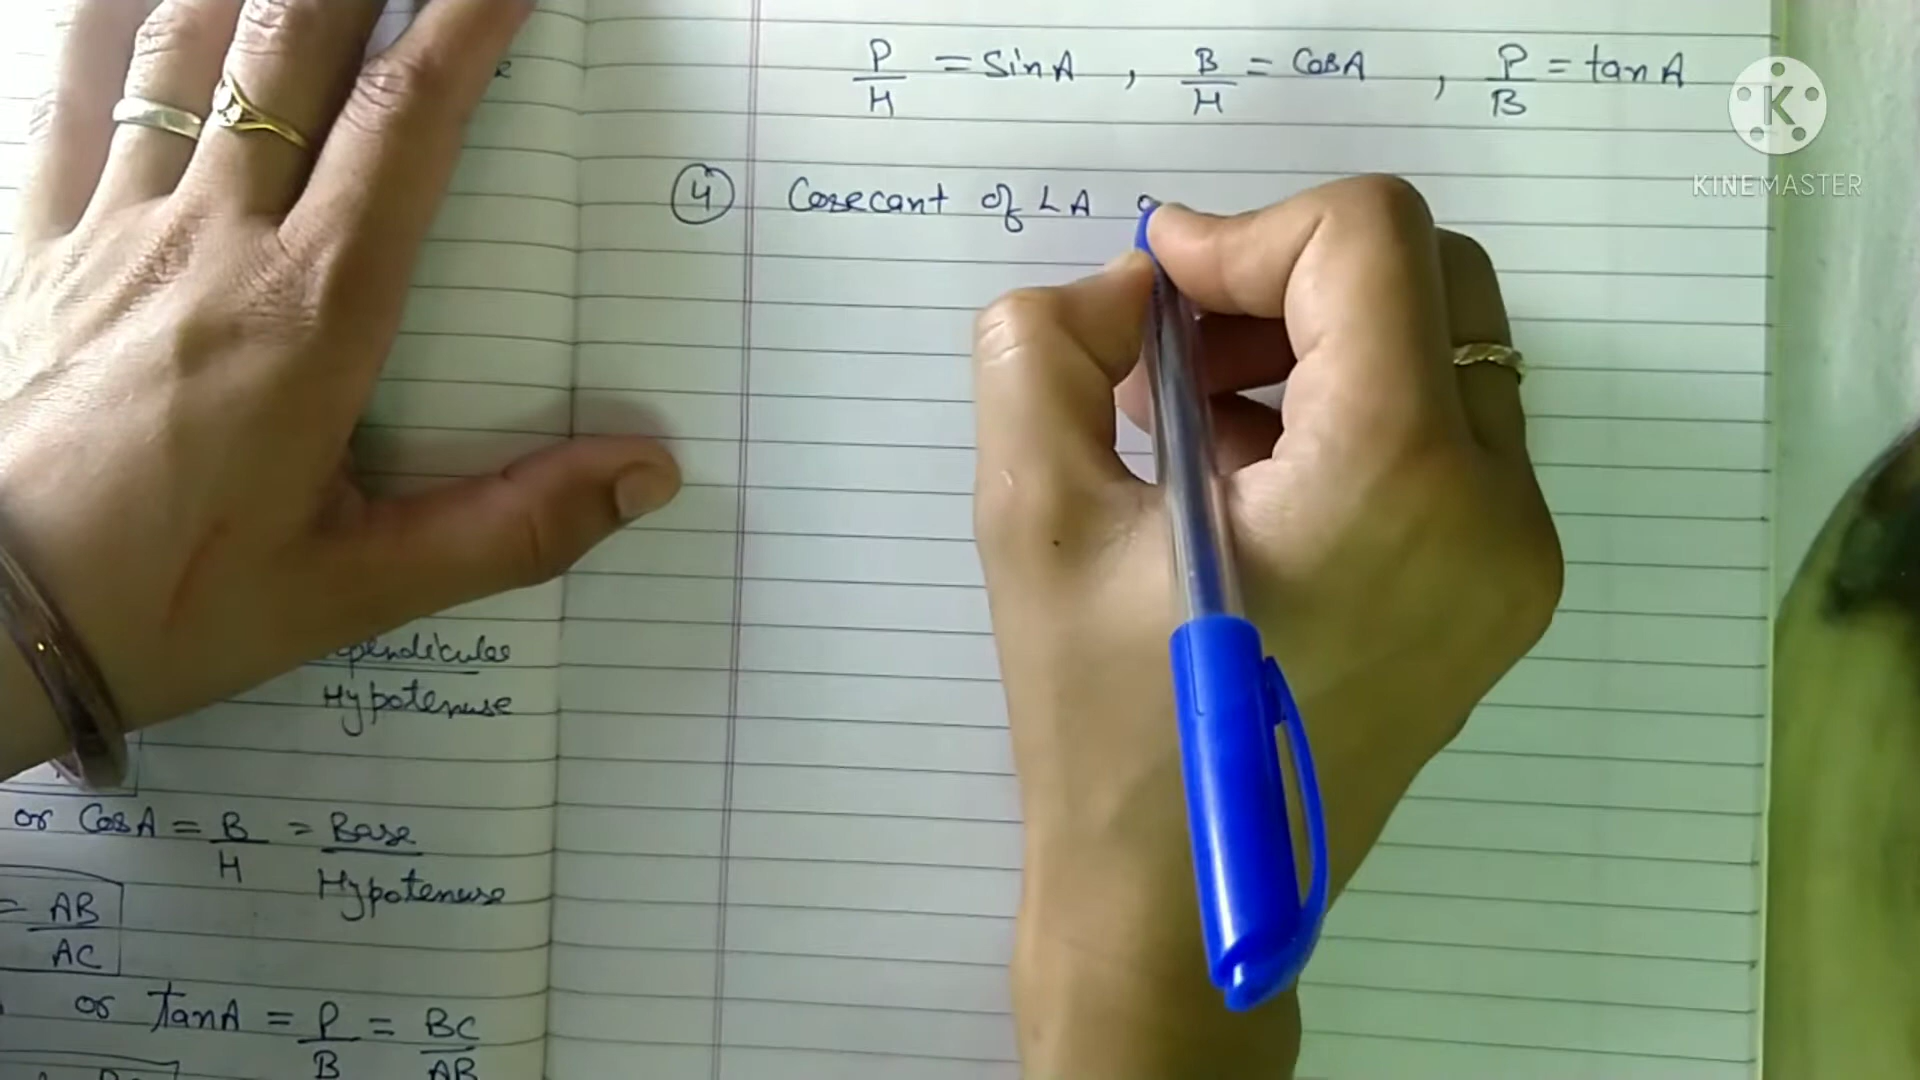 P/H = Sin A , B/H = Cos A , P/B = tan A
④ Cosecant of ∠A o
Hypotenuse
or Cos A = B/H = Base/Hypotenuse
= AB/AC
or tan A = P/B = BC/AB
KINEMASTER